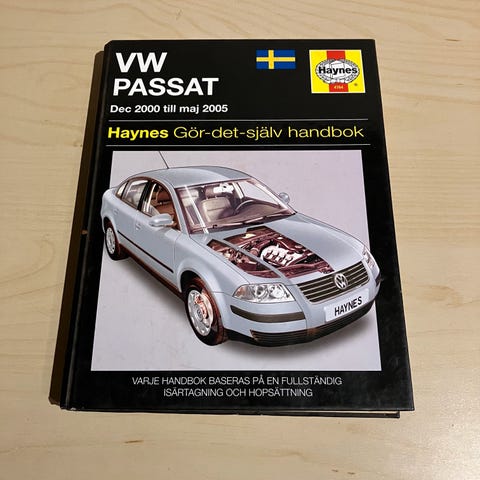 VW
PASSAT
Dec 2000 till maj 2005
Haynes
Haynes Gör-det-själv handbok
HAYNES
VARJE HANDBOK BASERAS PÅ EN FULLSTÄNDIG
ISÄRTAGNING OCH HOPSÄTTNING